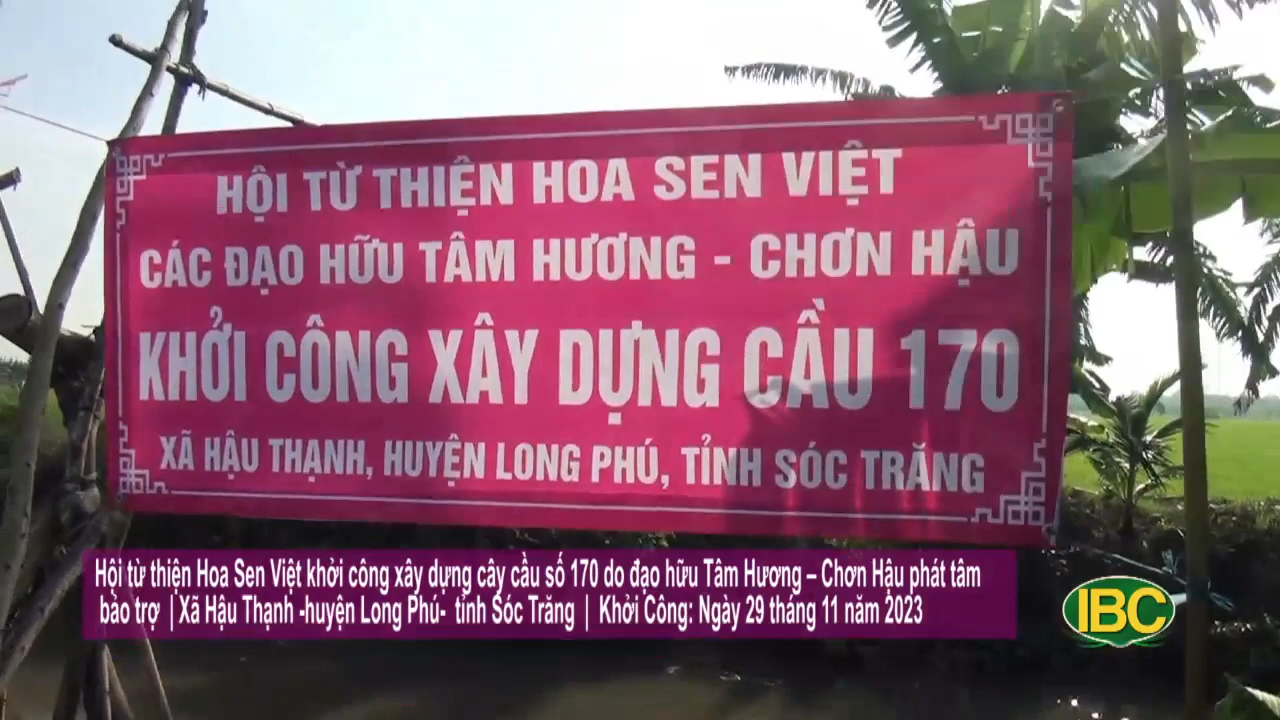 HỘI TỪ THIỆN HOA SEN VIỆT
CÁC ĐẠO HỮU TÂM HƯƠNG - CHƠN HẬU
KHỞI CÔNG XÂY DỰNG CẦU 170
XÃ HẬU THẠNH, HUYỆN LONG PHÚ, TỈNH SÓC TRĂNG
Hội từ thiện Hoa Sen Việt khởi công xây dựng cây cầu số 170 do đạo hữu Tâm Hương – Chơn Hậu phát tâm
bảo trợ | Xã Hậu Thạnh -huyện Long Phú- tỉnh Sóc Trăng | Khởi Công: Ngày 29 tháng 11 năm 2023
IBC